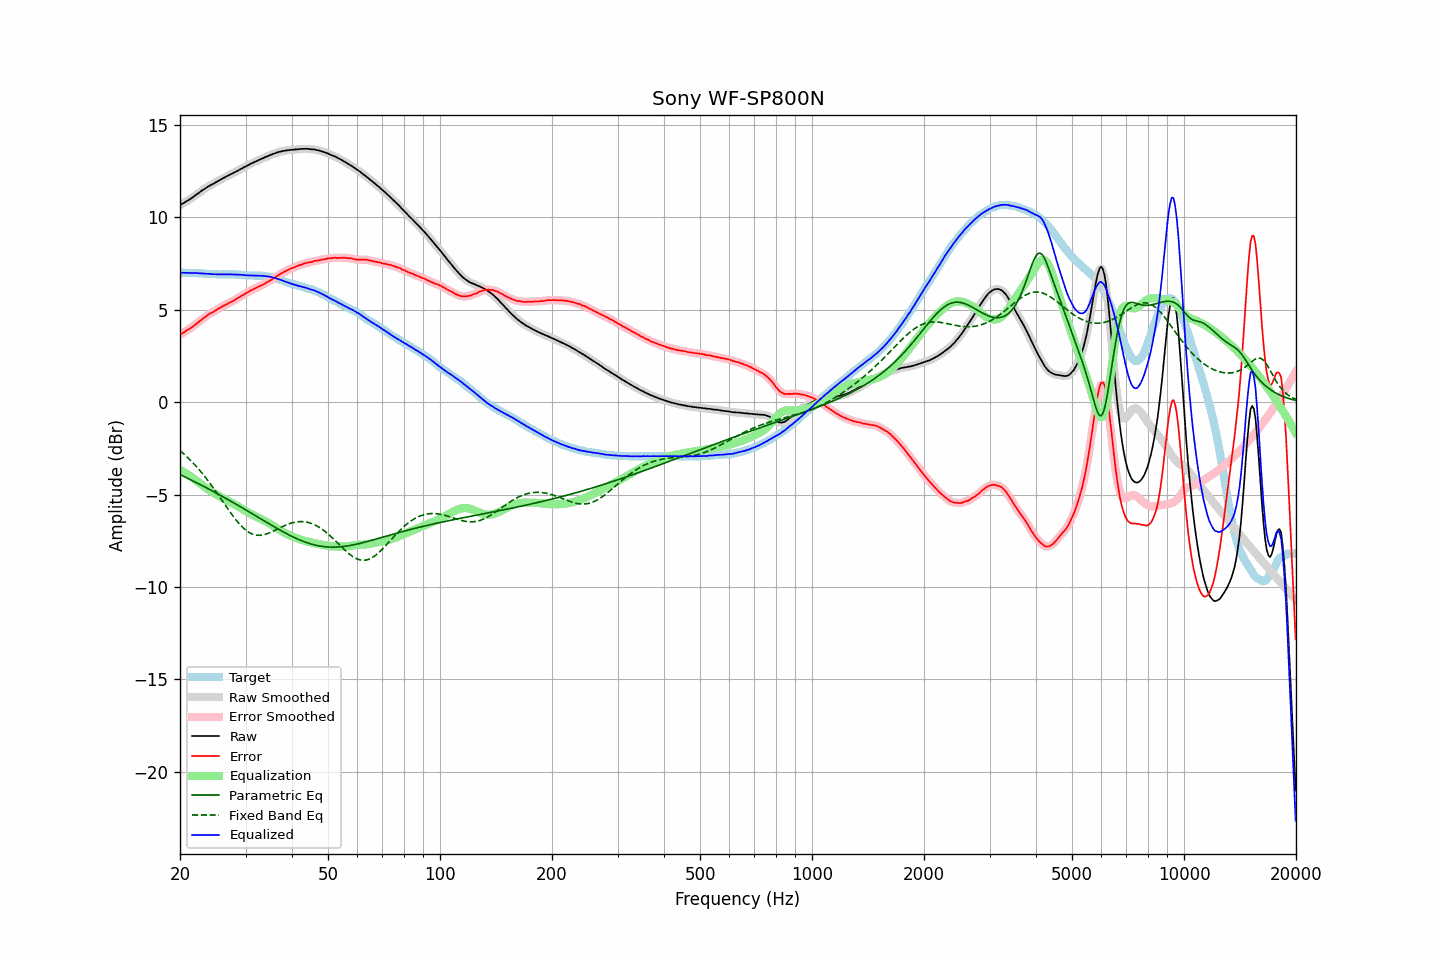 Sony WF-SP800N
15
10
5
0
−5
−10
−15
−20
Amplitude (dBr)
Target
Raw Smoothed
Error Smoothed
Raw
Error
Equalization
Parametric Eq
Fixed Band Eq
Equalized
20 50 100 200 500 1000 2000 5000 10000 20000
Frequency (Hz)